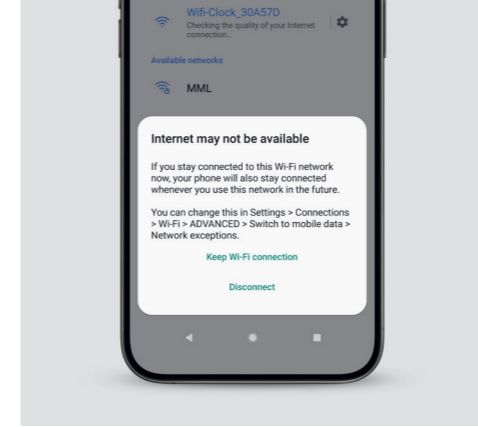 Wifi-Clock_30A57D
Checking the quality of your Internet
connection...
Available networks
MML
Internet may not be available
If you stay connected to this Wi-Fi network
now, your phone will also stay connected
whenever you use this network in the future.
You can change this in Settings > Connections
> Wi-Fi > ADVANCED > Switch to mobile data >
Network exceptions.
Keep Wi-Fi connection
Disconnect